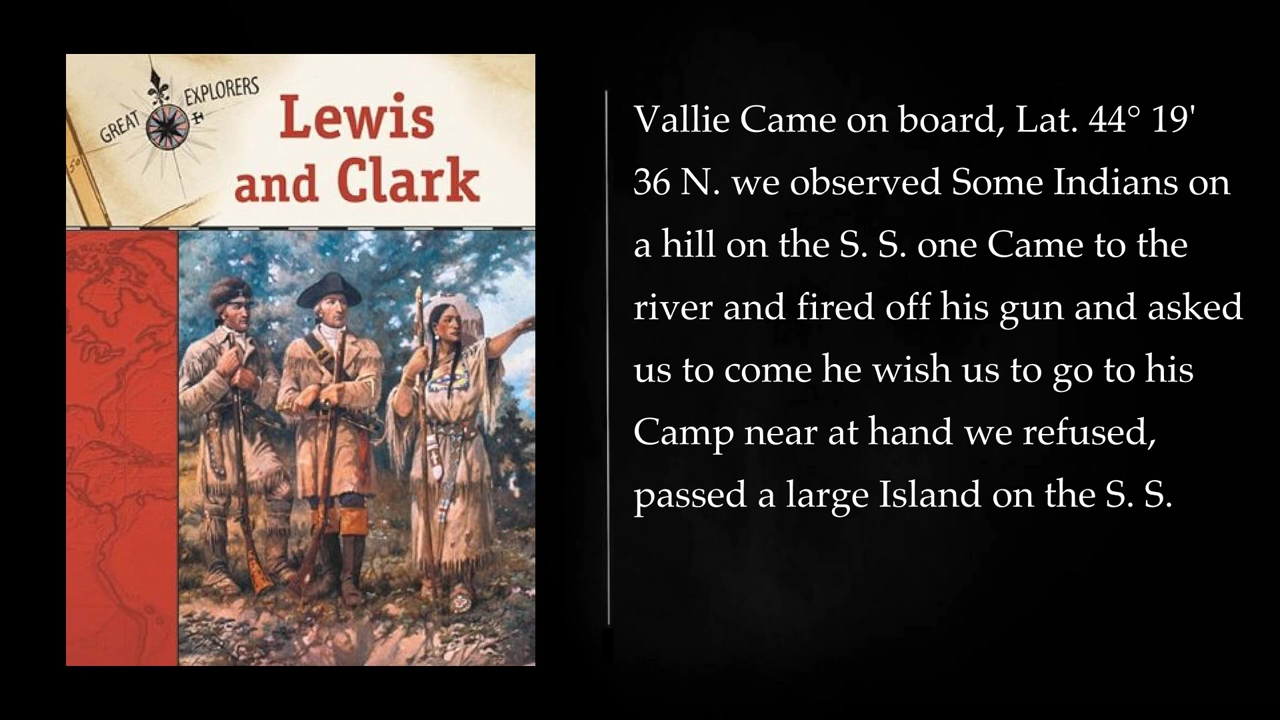 GREAT EXPLORERS
Lewis
and Clark
Vallie Came on board, Lat. 44° 19'
36 N. we observed Some Indians on
a hill on the S. S. one Came to the
river and fired off his gun and asked
us to come he wish us to go to his
Camp near at hand we refused,
passed a large Island on the S. S.